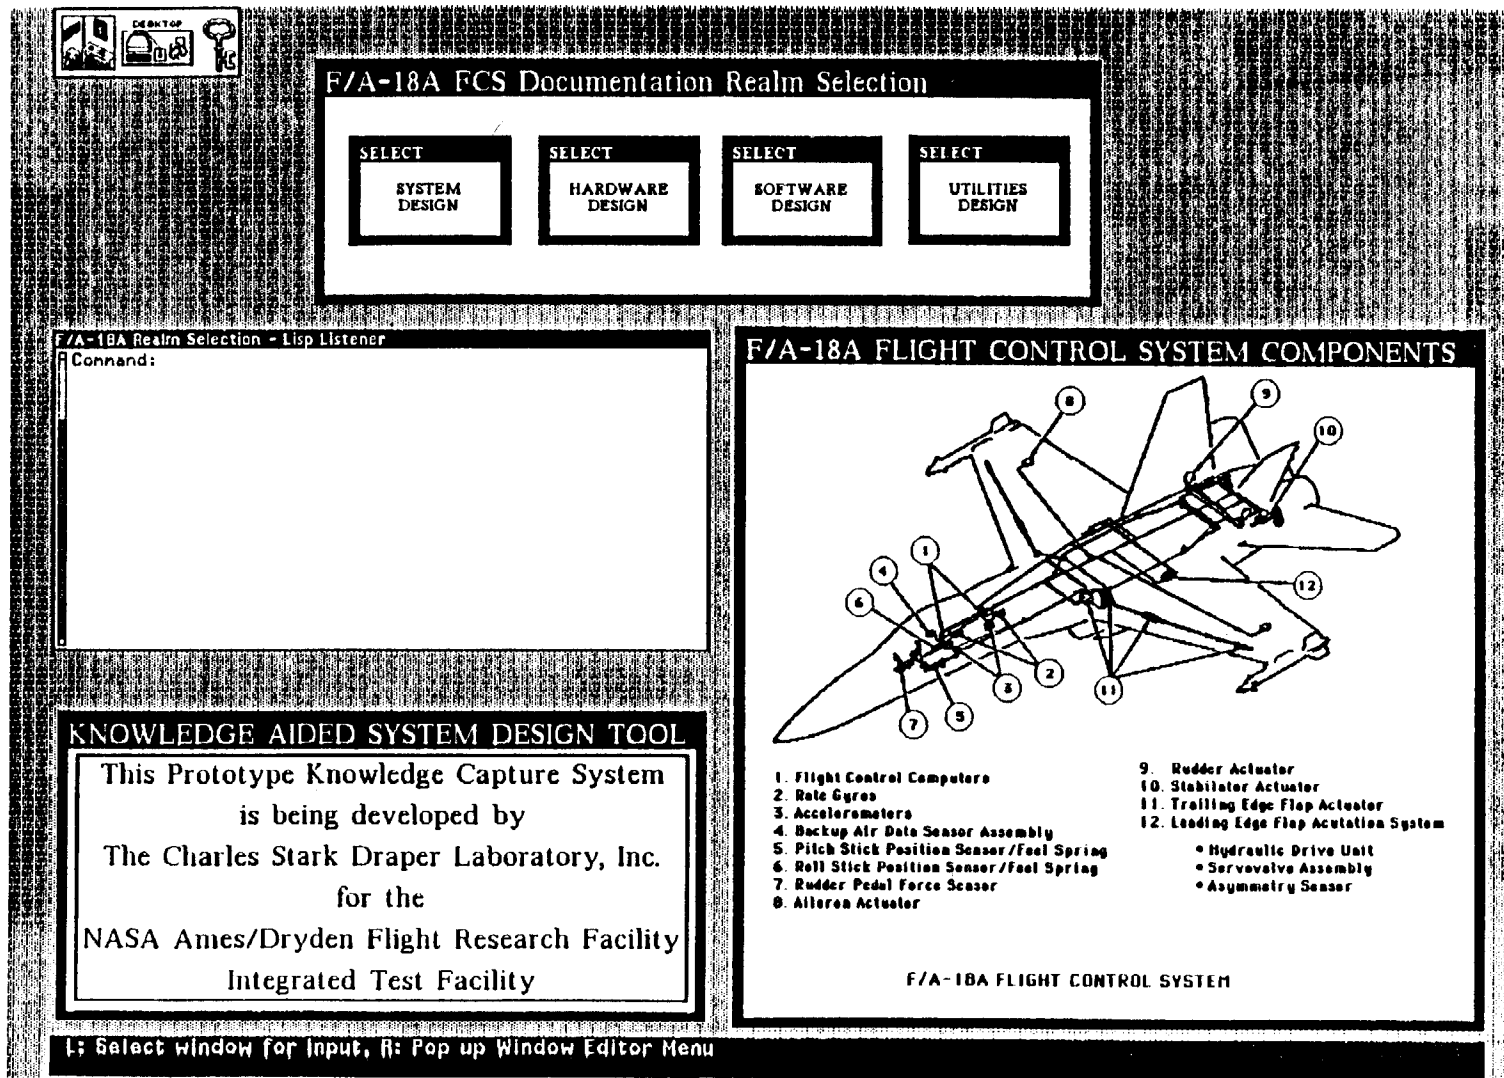 DESKTOP
F/A-18A FCS Documentation Realm Selection
SELECT
SYSTEM
DESIGN
SELECT
HARDWARE
DESIGN
SELECT
SOFTWARE
DESIGN
SELECT
UTILITIES
DESIGN
F/A-18A Realm Selection - Lisp Listener
Command:
KNOWLEDGE AIDED SYSTEM DESIGN TOOL
This Prototype Knowledge Capture System
is being developed by
The Charles Stark Draper Laboratory, Inc.
for the
NASA Ames/Dryden Flight Research Facility
Integrated Test Facility
F/A-18A FLIGHT CONTROL SYSTEM COMPONENTS
8
9
10
1
4
6
12
2
3
11
5
7
1. Flight Control Computers
2. Rate Gyros
3. Accelerometers
4. Backup Air Data Sensor Assembly
5. Pitch Stick Position Sensor/Feel Spring
6. Roll Stick Position Sensor/Feel Spring
7. Rudder Pedal Force Sensor
8. Aileron Actuator
9. Rudder Actuator
10. Stabilator Actuator
11. Trailing Edge Flap Actuator
12. Leading Edge Flap Acutation System
• Hydraulic Drive Unit
• Servovalve Assembly
• Asymmetry Sensor
F/A-18A FLIGHT CONTROL SYSTEM
L: Select window for input, R: Pop up Window Editor Menu